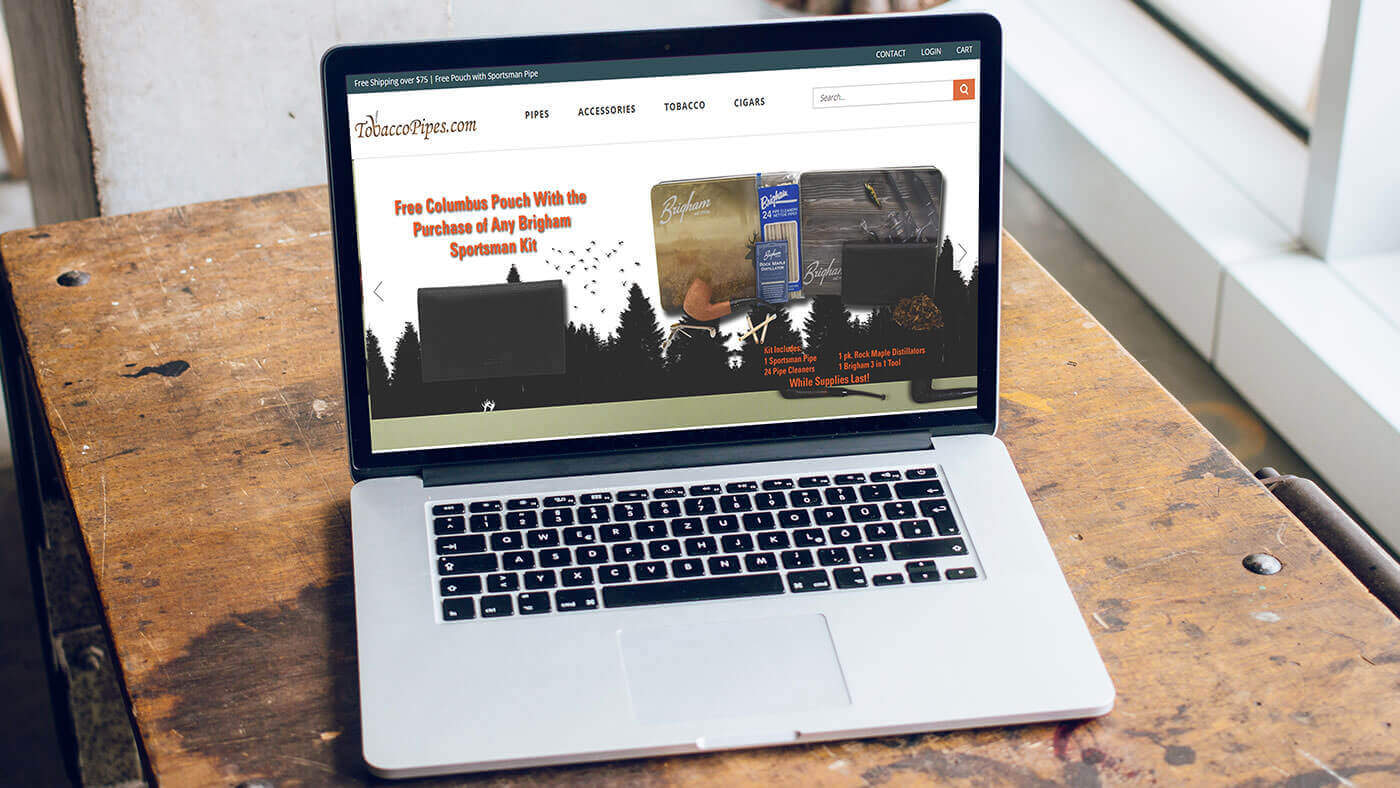 Free Shipping over $75 | Free Pouch with Sportsman Pipe
CONTACT LOGIN CART
TobaccoPipes.com
PIPES ACCESSORIES TOBACCO CIGARS
Search...
Free Columbus Pouch With the
Purchase of Any Brigham
Sportsman Kit
Brigham
Brigham
24 PIPE CLEANERS
Brigham
ROCK MAPLE
DISTILLATOR
Brigham
Kit Includes:
1 Sportsman Pipe
24 Pipe Cleaners
1 pk. Rock Maple Distillators
1 Brigham 3 in 1 Tool
While Supplies Last!
Q W E R T Z U I O P Ü
A S D F G H J K L Ö Ä
Y X C V B N M